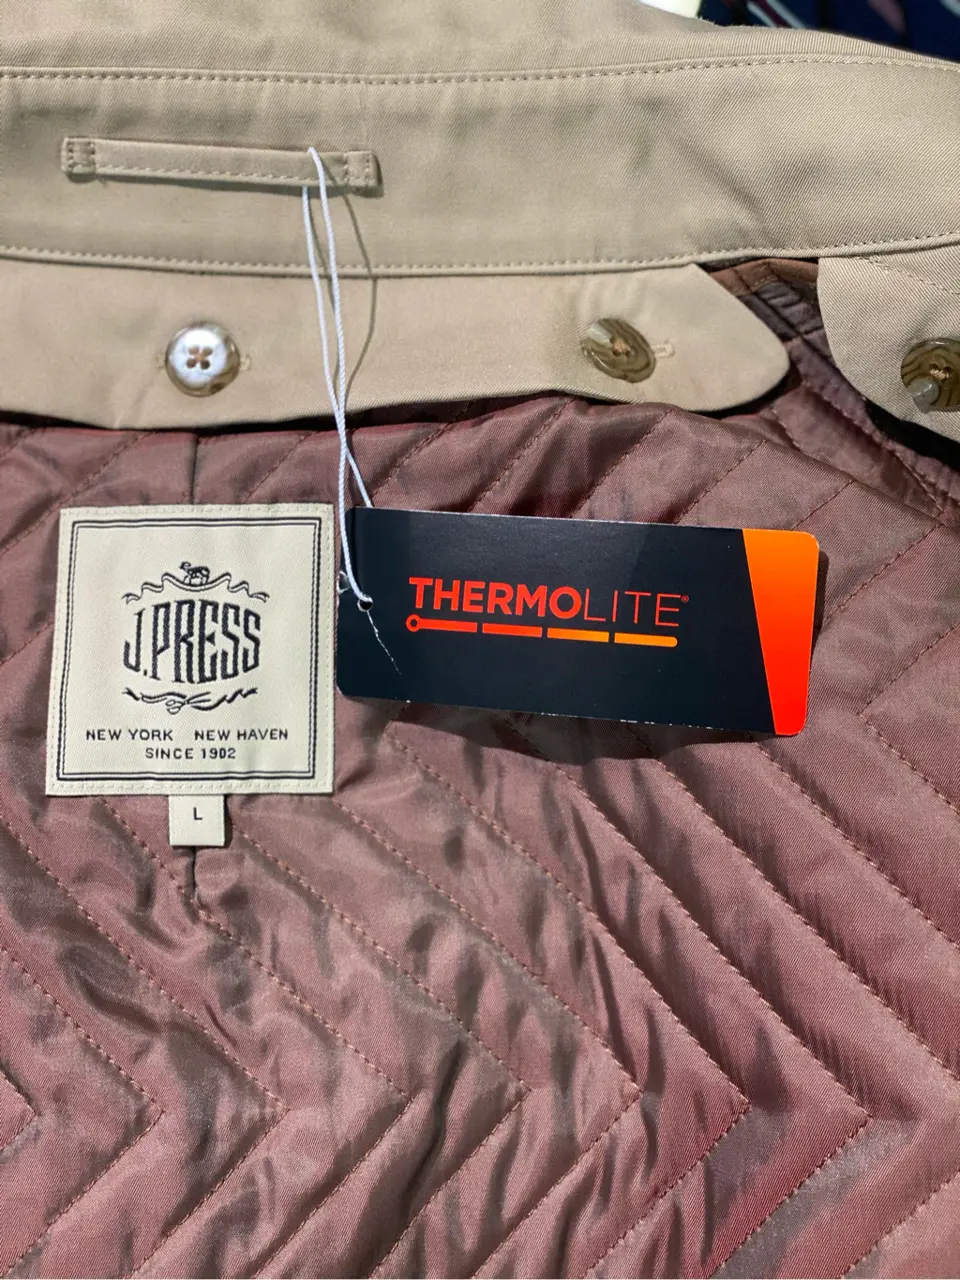 J.PRESS
NEW YORK NEW HAVEN
SINCE 1902
L
THERMOLITE®